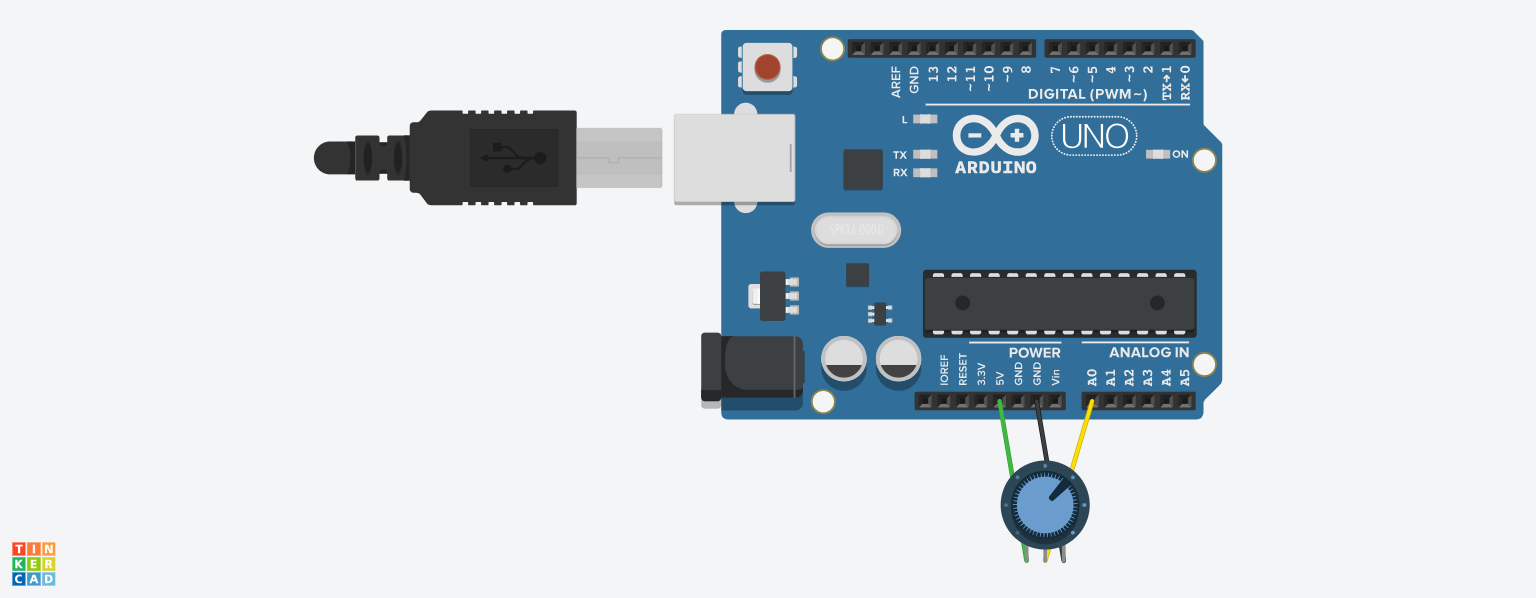 AREF
GND
13
12
~11
~10
~9
8
7
~6
~5
4
~3
2
TX→1
RX←0
DIGITAL (PWM~)
L
TX
RX
UNO
ON
ARDUINO
SPK16.000G
POWER
ANALOG IN
IOREF
RESET
3.3V
5V
GND
GND
Vin
A0
A1
A2
A3
A4
A5
TIN
KER
CAD